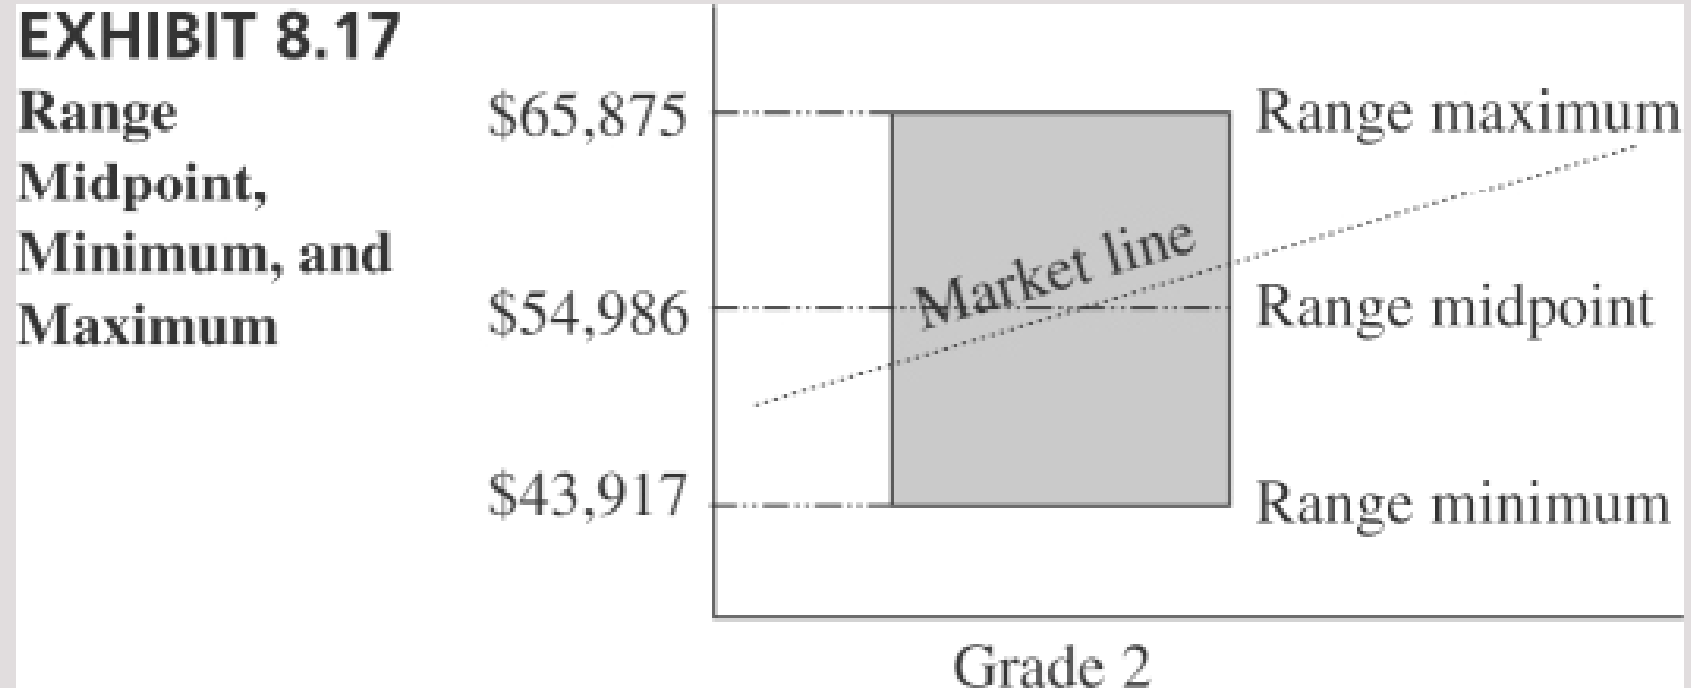 EXHIBIT 8.17
Range
Midpoint,
Minimum, and
Maximum
$65,875
Range maximum
Market line
$54,986
Range midpoint
$43,917
Range minimum
Grade 2